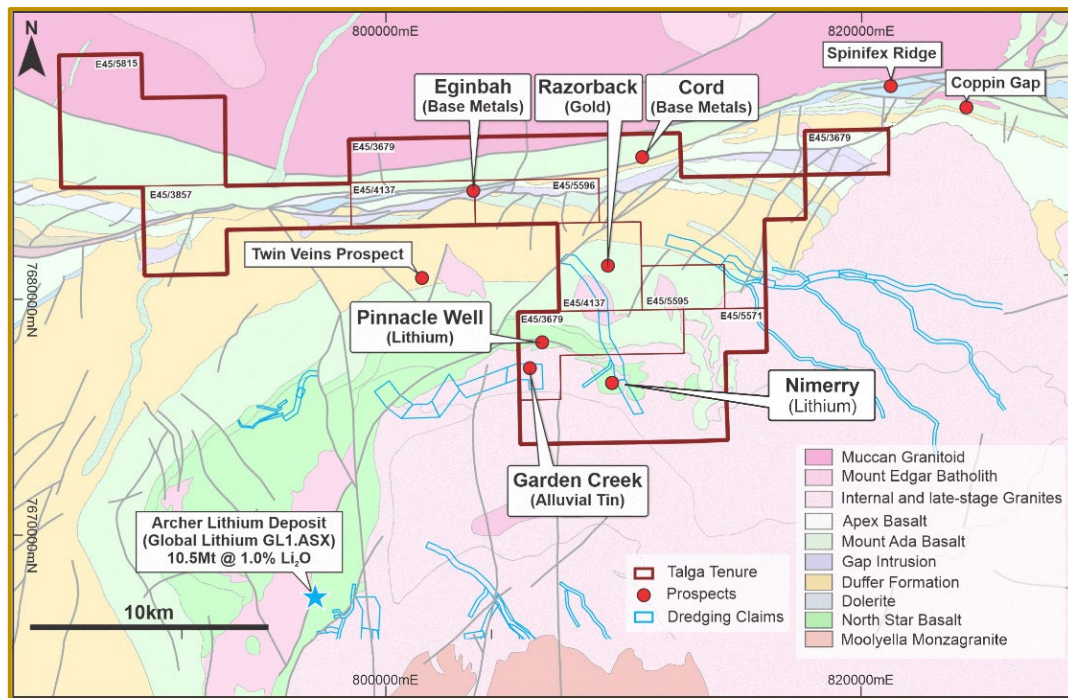 800000mE
820000mE
N
E45/5815
Spinifex Ridge
Eginbah
(Base Metals)
Razorback
(Gold)
Cord
(Base Metals)
Coppin Gap
E45/3679
E45/3679
E45/3857
E45/4137
E45/5596
Twin Veins Prospect
7680000mN
E45/4137
E45/5595
E45/3679
E45/5571
Pinnacle Well
(Lithium)
Nimerry
(Lithium)
Garden Creek
(Alluvial Tin)
Archer Lithium Deposit
(Global Lithium GL1.ASX)
10.5Mt @ 1.0% Li₂O
7670000mN
10km
Talga Tenure
Prospects
Dredging Claims
Muccan Granitoid
Mount Edgar Batholith
Internal and late-stage Granites
Apex Basalt
Mount Ada Basalt
Gap Intrusion
Duffer Formation
Dolerite
North Star Basalt
Moolyella Monzagranite
800000mE
820000mE